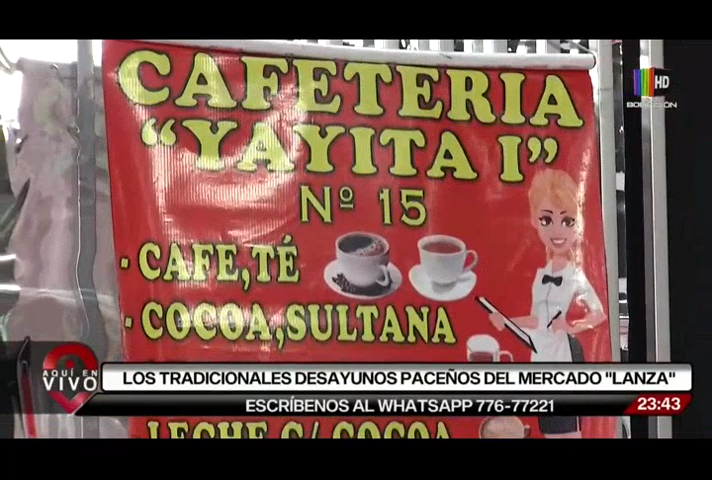 CAFETERIA
"YAYITA I"
Nº 15
HD
BOLIVISIÓN
· CAFE,TÉ
· COCOA,SULTANA
AQUÍ EN
VIVO
LOS TRADICIONALES DESAYUNOS PACEÑOS DEL MERCADO "LANZA"
ESCRÍBENOS AL WHATSAPP 776-77221
23:43
LECHE C/ COCOA